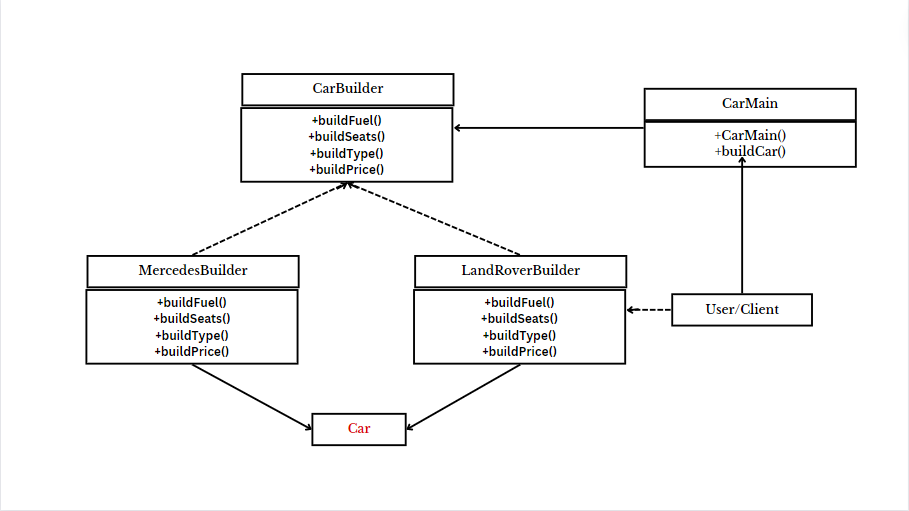 CarBuilder
+buildFuel()
+buildSeats()
+buildType()
+buildPrice()
CarMain
+CarMain()
+buildCar()
MercedesBuilder
+buildFuel()
+buildSeats()
+buildType()
+buildPrice()
LandRoverBuilder
+buildFuel()
+buildSeats()
+buildType()
+buildPrice()
User/Client
Car